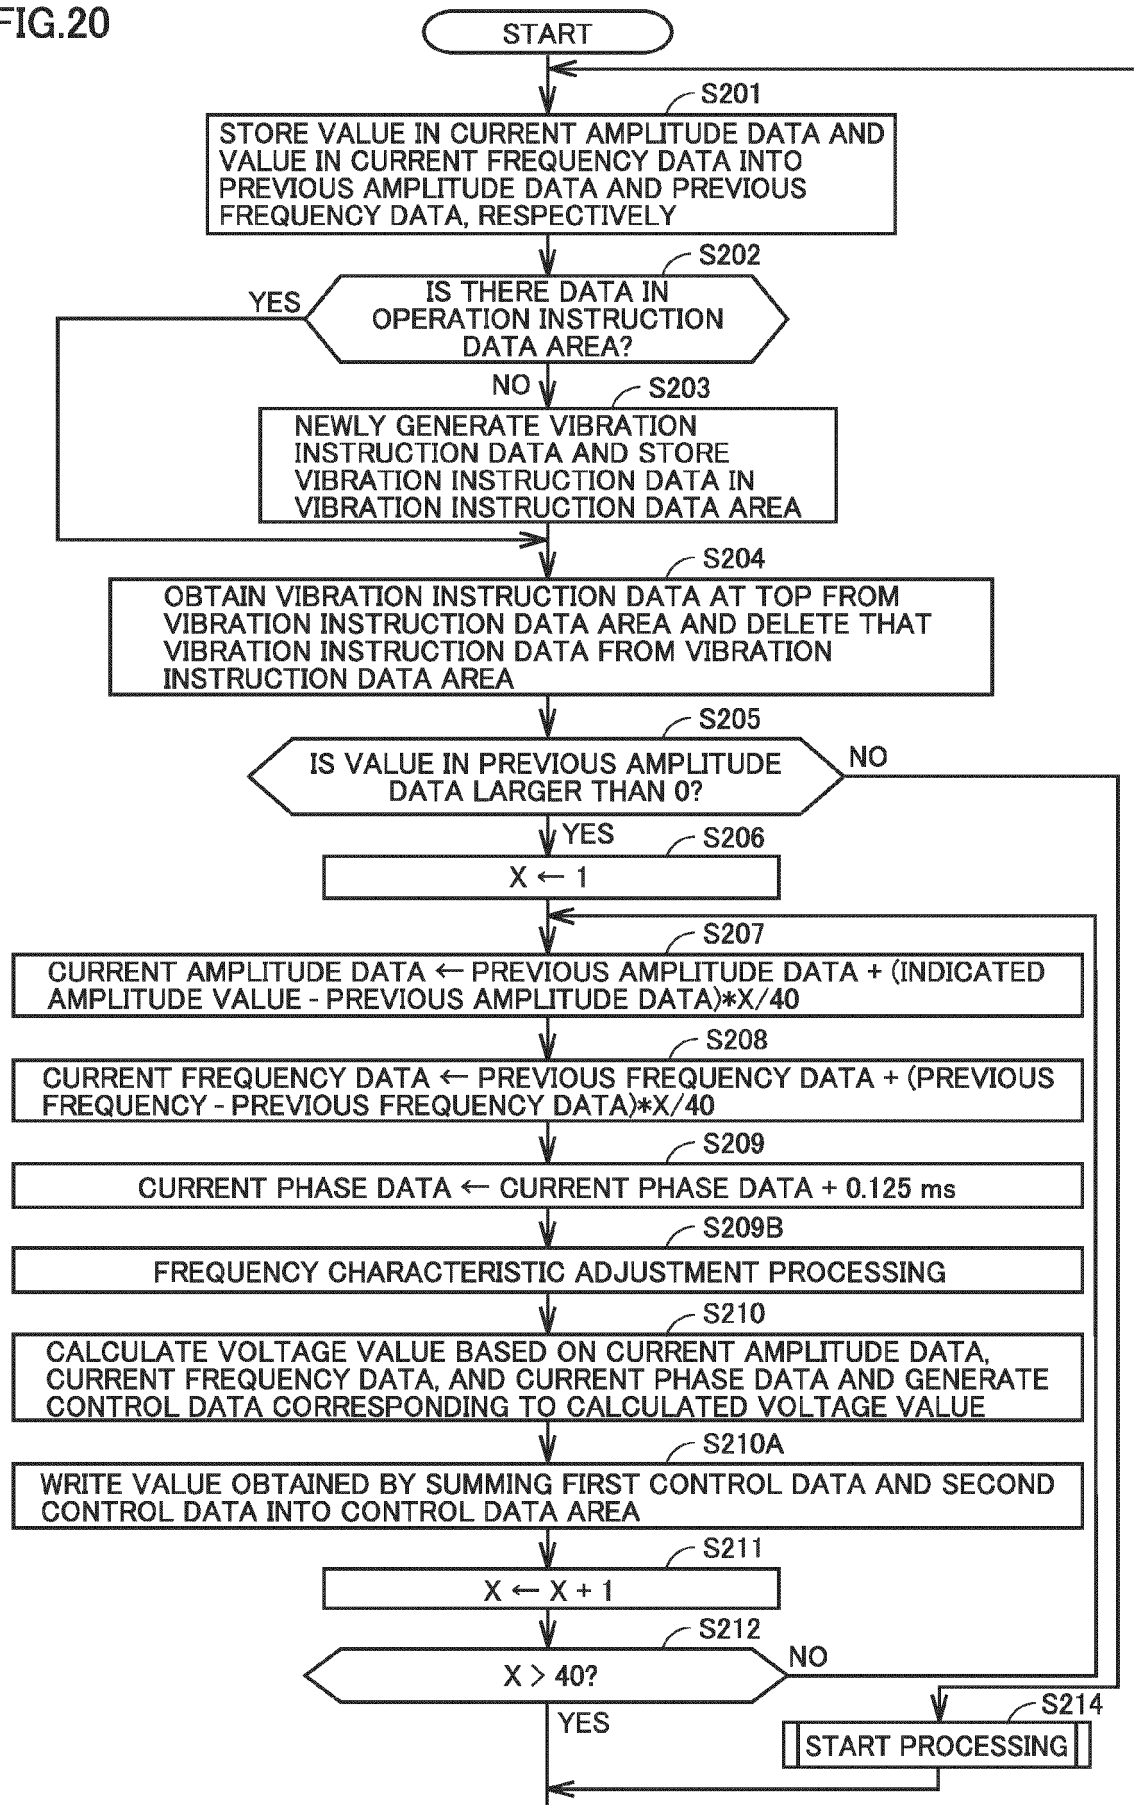 FIG.20
START
S201
STORE VALUE IN CURRENT AMPLITUDE DATA AND
VALUE IN CURRENT FREQUENCY DATA INTO
PREVIOUS AMPLITUDE DATA AND PREVIOUS
FREQUENCY DATA, RESPECTIVELY
S202
YES
IS THERE DATA IN
OPERATION INSTRUCTION
DATA AREA?
NO
S203
NEWLY GENERATE VIBRATION
INSTRUCTION DATA AND STORE
VIBRATION INSTRUCTION DATA IN
VIBRATION INSTRUCTION DATA AREA
S204
OBTAIN VIBRATION INSTRUCTION DATA AT TOP FROM
VIBRATION INSTRUCTION DATA AREA AND DELETE THAT
VIBRATION INSTRUCTION DATA FROM VIBRATION
INSTRUCTION DATA AREA
S205
IS VALUE IN PREVIOUS AMPLITUDE
DATA LARGER THAN 0?
NO
YES
S206
X ← 1
S207
CURRENT AMPLITUDE DATA ← PREVIOUS AMPLITUDE DATA + (INDICATED
AMPLITUDE VALUE - PREVIOUS AMPLITUDE DATA)*X/40
S208
CURRENT FREQUENCY DATA ← PREVIOUS FREQUENCY DATA + (PREVIOUS
FREQUENCY - PREVIOUS FREQUENCY DATA)*X/40
S209
CURRENT PHASE DATA ← CURRENT PHASE DATA + 0.125 ms
S209B
FREQUENCY CHARACTERISTIC ADJUSTMENT PROCESSING
S210
CALCULATE VOLTAGE VALUE BASED ON CURRENT AMPLITUDE DATA,
CURRENT FREQUENCY DATA, AND CURRENT PHASE DATA AND GENERATE
CONTROL DATA CORRESPONDING TO CALCULATED VOLTAGE VALUE
S210A
WRITE VALUE OBTAINED BY SUMMING FIRST CONTROL DATA AND SECOND
CONTROL DATA INTO CONTROL DATA AREA
S211
X ← X + 1
S212
X > 40?
NO
YES
S214
START PROCESSING